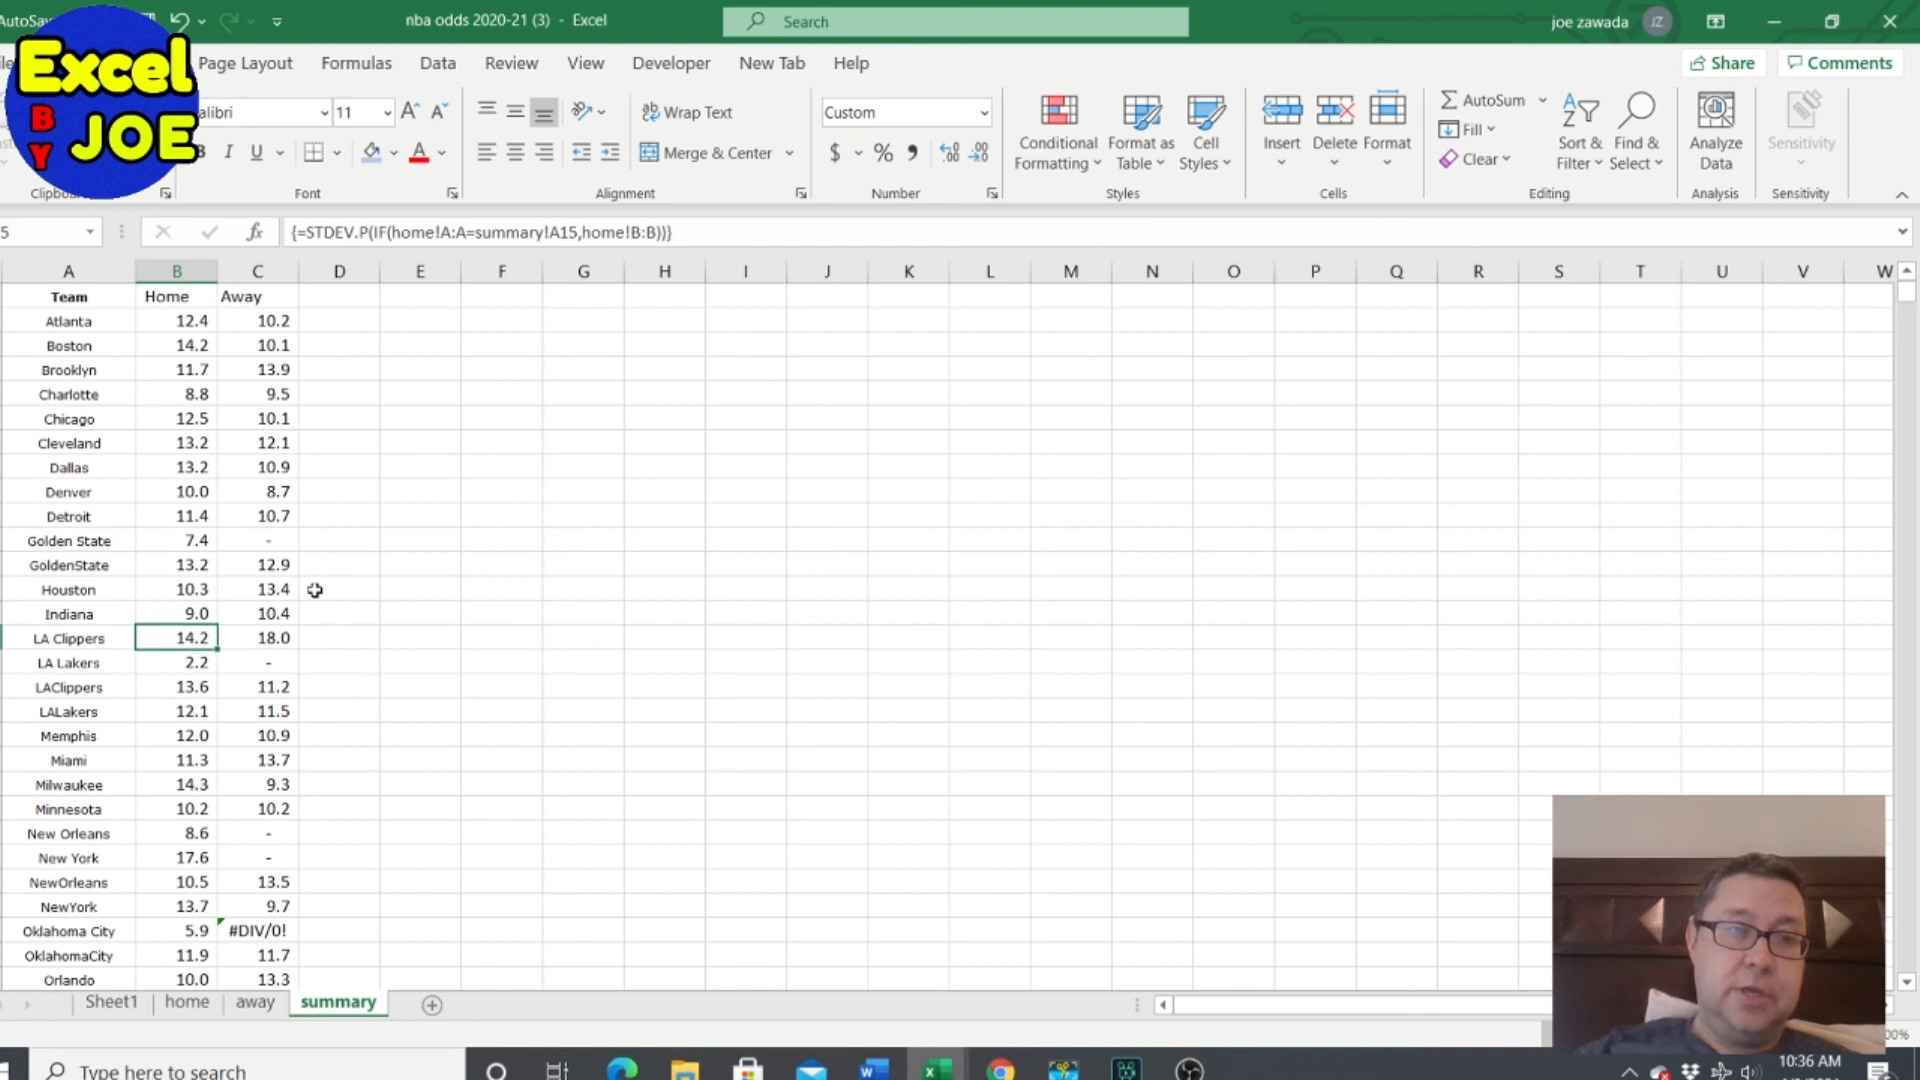 AutoSav
nba odds 2020-21 (3) - Excel
Search
joe zawada
JZ
Excel
BY
JOE
Page Layout
Formulas
Data
Review
View
Developer
New Tab
Help
Share
Comments
alibri
11
Wrap Text
Custom
Conditional Formatting
Format as Table
Cell Styles
Insert
Delete
Format
AutoSum
Fill
Clear
Sort & Filter
Find & Select
Analyze Data
Sensitivity
B I U
Merge & Center
$ % ,
Clipboard
Font
Alignment
Number
Styles
Cells
Editing
Analysis
Sensitivity
5
fx
{=STDEV.P(IF(home!A:A=summary!A15,home!B:B))}
A B C D E F G H I J K L M N O P Q R S T U V W
Team Home Away
Atlanta 12.4 10.2
Boston 14.2 10.1
Brooklyn 11.7 13.9
Charlotte 8.8 9.5
Chicago 12.5 10.1
Cleveland 13.2 12.1
Dallas 13.2 10.9
Denver 10.0 8.7
Detroit 11.4 10.7
Golden State 7.4 -
GoldenState 13.2 12.9
Houston 10.3 13.4
Indiana 9.0 10.4
LA Clippers 14.2 18.0
LA Lakers 2.2 -
LAClippers 13.6 11.2
LALakers 12.1 11.5
Memphis 12.0 10.9
Miami 11.3 13.7
Milwaukee 14.3 9.3
Minnesota 10.2 10.2
New Orleans 8.6 -
New York 17.6 -
NewOrleans 10.5 13.5
NewYork 13.7 9.7
Oklahoma City 5.9 #DIV/0!
OklahomaCity 11.9 11.7
Orlando 10.0 13.3
Sheet1 home away summary
00%
Type here to search
10:36 AM